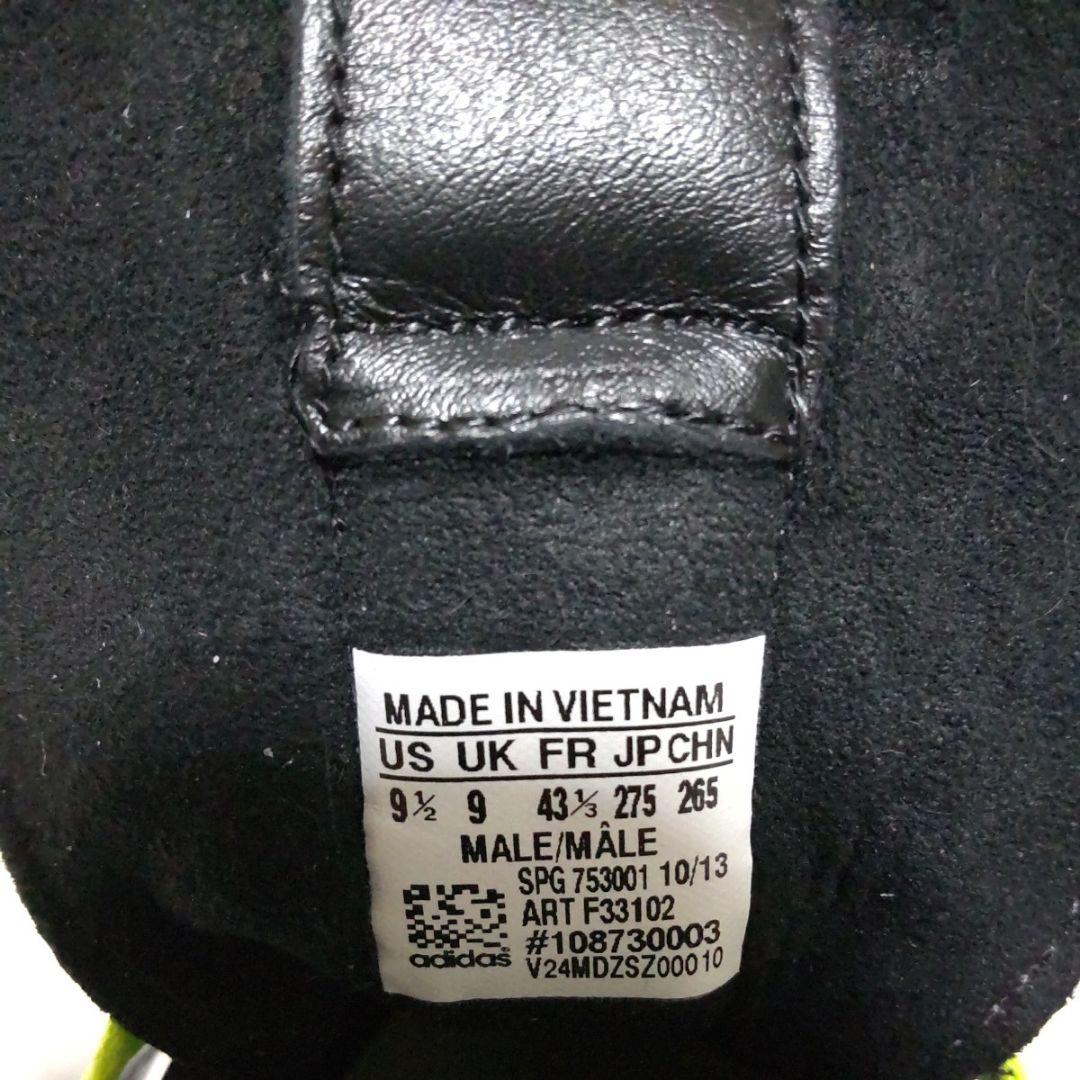 MADE IN VIETNAM
US UK FR JP CHN
9½ 9 43⅓ 275 265
MALE/MÂLE
SPG 753001 10/13
ART F33102
#108730003
adidas® V24MDZSZ00010